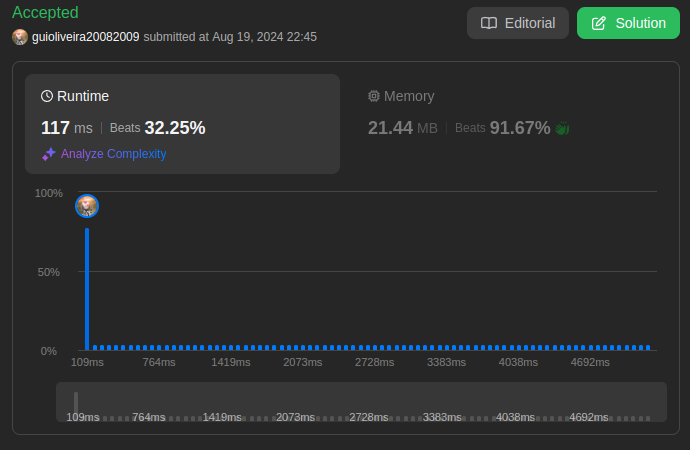 Accepted
Editorial
Solution
guioliveira20082009 submitted at Aug 19, 2024 22:45
Runtime
Memory
117 ms | Beats 32.25%
21.44 MB | Beats 91.67%
Analyze Complexity
100%
50%
0%
109ms 764ms 1419ms 2073ms 2728ms 3383ms 4038ms 4692ms
109ms 764ms 1419ms 2073ms 2728ms 3383ms 4038ms 4692ms